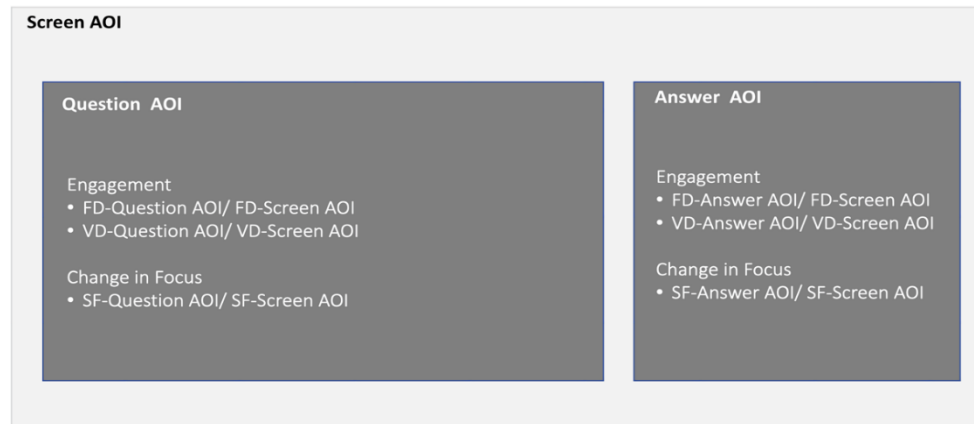 Screen AOI
Question AOI
Engagement
• FD-Question AOI/ FD-Screen AOI
• VD-Question AOI/ VD-Screen AOI
Change in Focus
• SF-Question AOI/ SF-Screen AOI
Answer AOI
Engagement
• FD-Answer AOI/ FD-Screen AOI
• VD-Answer AOI/ VD-Screen AOI
Change in Focus
• SF-Answer AOI/ SF-Screen AOI